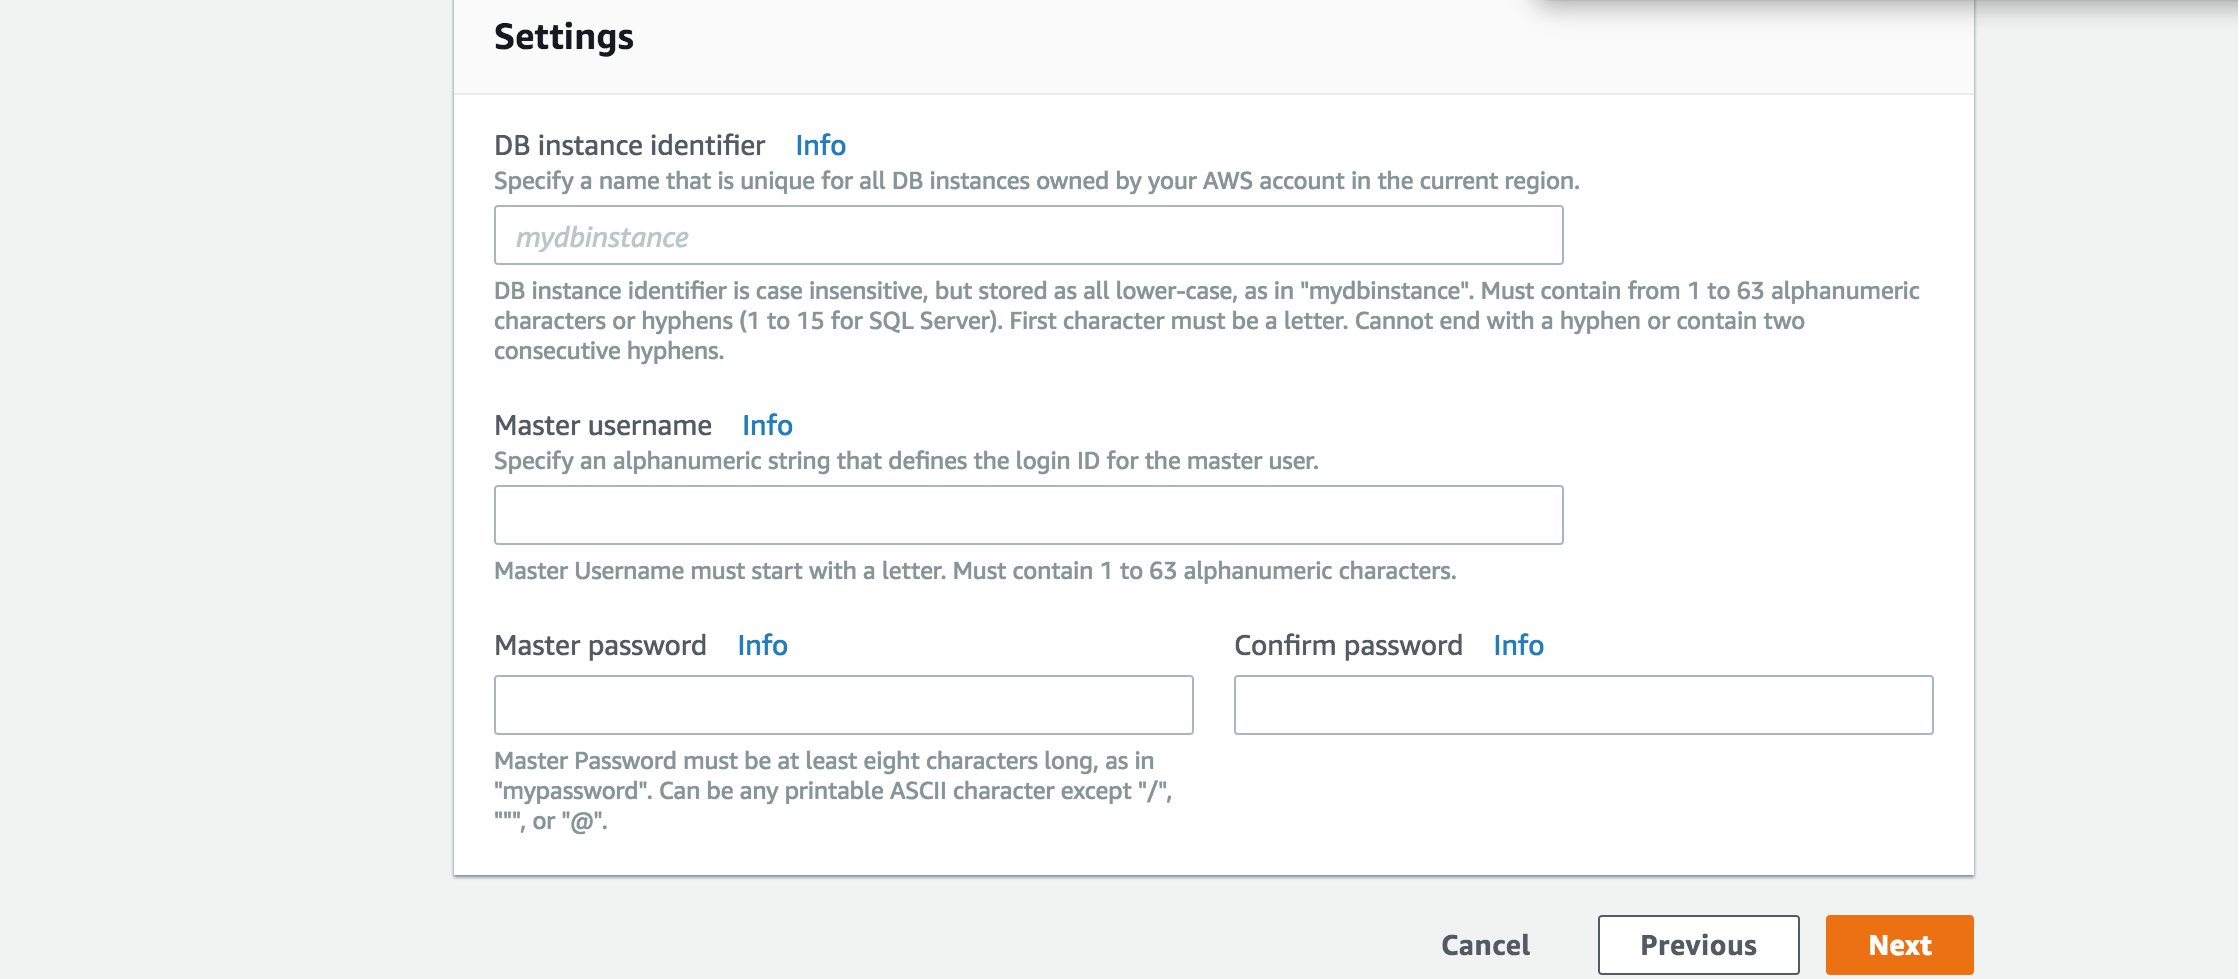 Settings
DB instance identifier Info
Specify a name that is unique for all DB instances owned by your AWS account in the current region.
mydbinstance
DB instance identifier is case insensitive, but stored as all lower-case, as in "mydbinstance". Must contain from 1 to 63 alphanumeric
characters or hyphens (1 to 15 for SQL Server). First character must be a letter. Cannot end with a hyphen or contain two
consecutive hyphens.
Master username Info
Specify an alphanumeric string that defines the login ID for the master user.
Master Username must start with a letter. Must contain 1 to 63 alphanumeric characters.
Master password Info
Confirm password Info
Master Password must be at least eight characters long, as in
"mypassword". Can be any printable ASCII character except "/",
""", or "@".
Cancel Previous Next